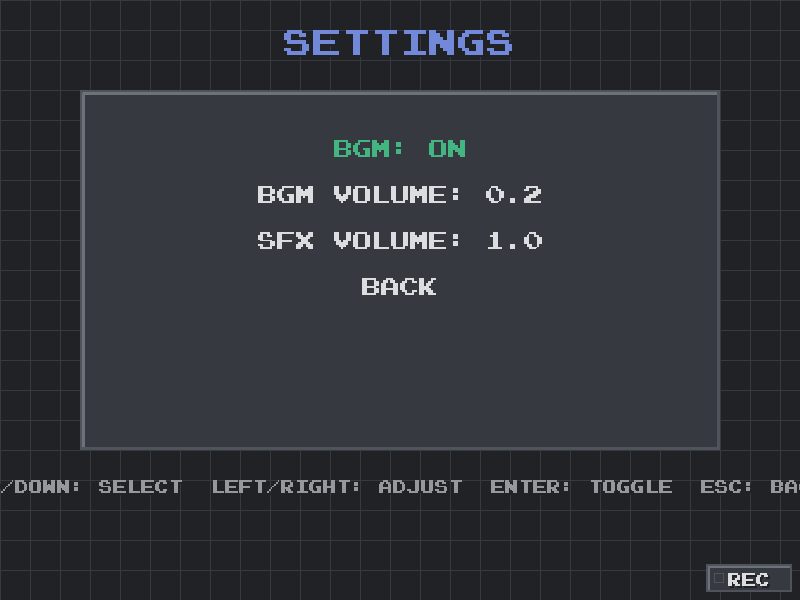 SETTINGS
BGM: ON
BGM VOLUME: 0.2
SFX VOLUME: 1.0
BACK
/DOWN: SELECT LEFT/RIGHT: ADJUST ENTER: TOGGLE ESC:
REC